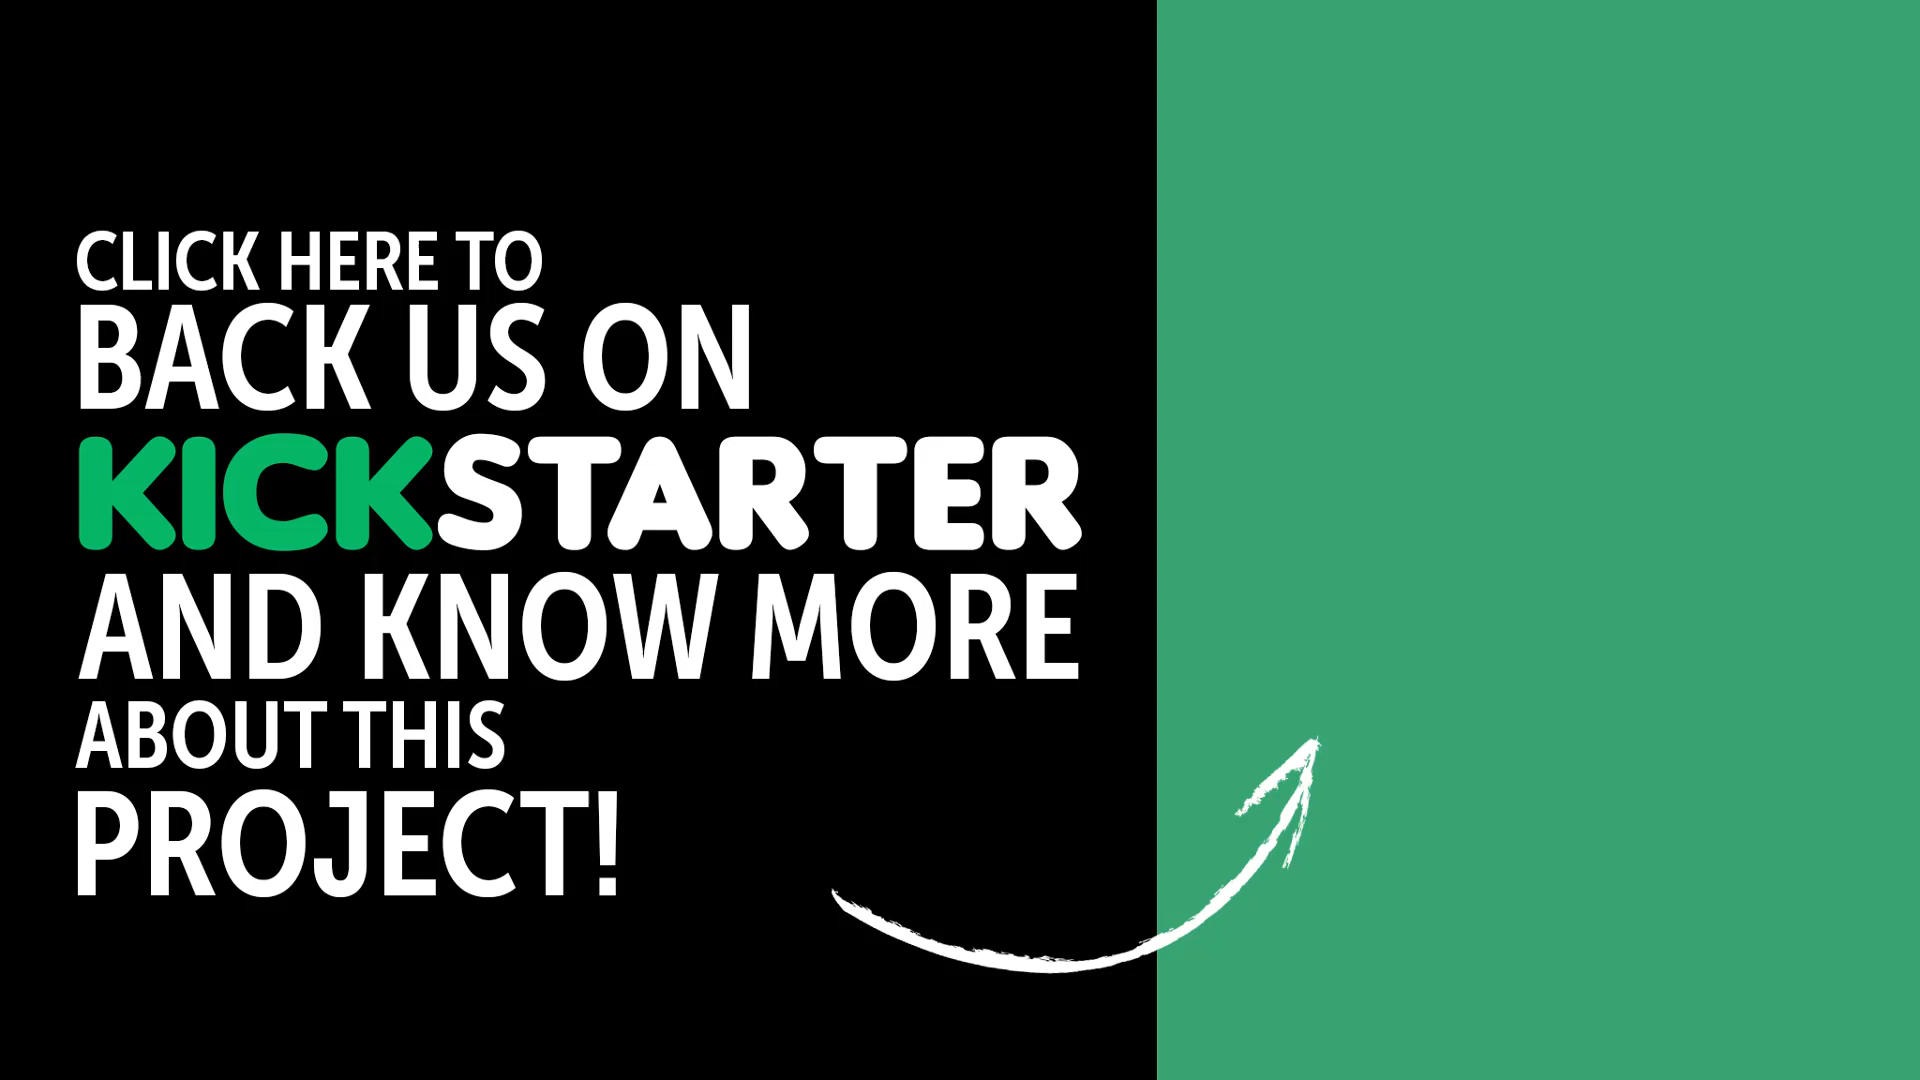 CLICK HERE TO
BACK US ON
KICKSTARTER
AND KNOW MORE
ABOUT THIS
PROJECT!